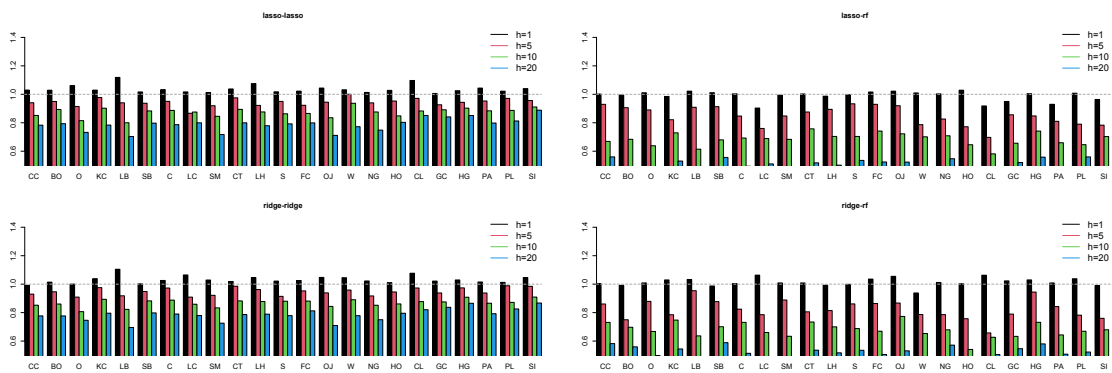 lasso-lasso
1.4
1.2
1.0
0.8
0.6
h=1
h=5
h=10
h=20
CC BO O KC LB SB C LC SM CT LH S FC OJ W NG HO CL GC HG PA PL SI
lasso-rf
1.4
1.2
1.0
0.8
0.6
h=1
h=5
h=10
h=20
CC BO O KC LB SB C LC SM CT LH S FC OJ W NG HO CL GC HG PA PL SI
ridge-ridge
1.4
1.2
1.0
0.8
0.6
h=1
h=5
h=10
h=20
CC BO O KC LB SB C LC SM CT LH S FC OJ W NG HO CL GC HG PA PL SI
ridge-rf
1.4
1.2
1.0
0.8
0.6
h=1
h=5
h=10
h=20
CC BO O KC LB SB C LC SM CT LH S FC OJ W NG HO CL GC HG PA PL SI